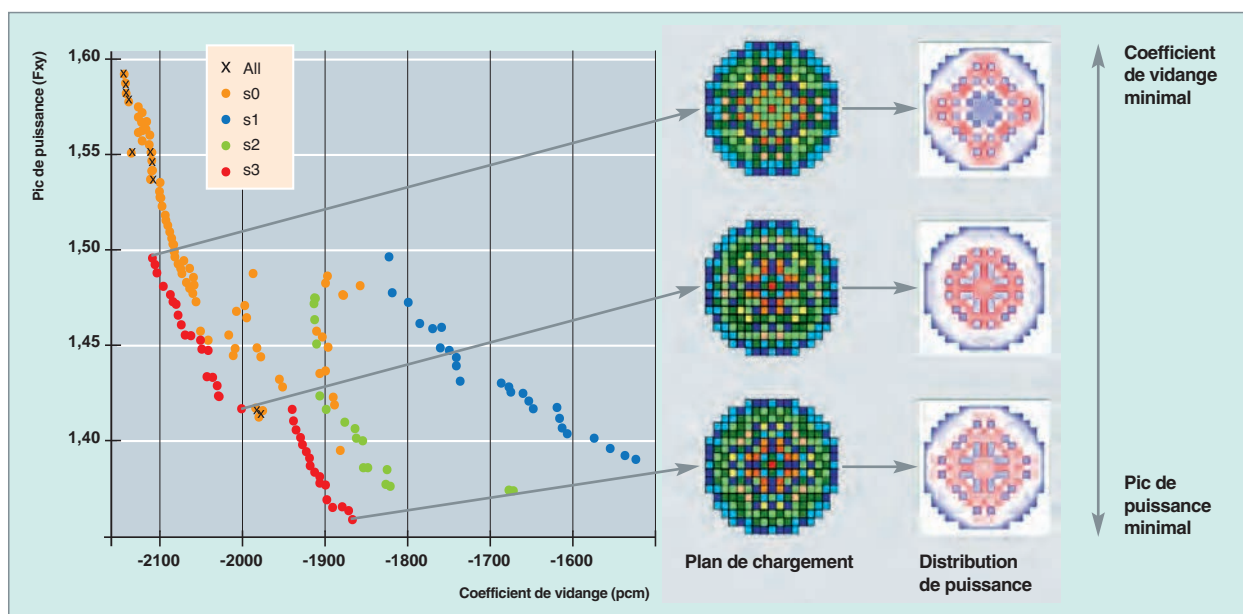 Pic de puissance (Fxy)
1,60
1,55
1,50
1,45
1,40
x All
s0
s1
s2
s3
-2100
-2000
-1900
-1800
-1700
-1600
Coefficient de vidange (pcm)
Plan de chargement
Distribution
de puissance
Coefficient
de vidange
minimal
Pic de
puissance
minimal